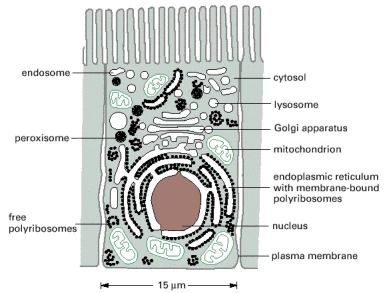 endosome
cytosol
lysosome
Golgi apparatus
peroxisome
mitochondrion
endoplasmic reticulum
with membrane-bound
polyribosomes
free
polyribosomes
nucleus
plasma membrane
15 μm